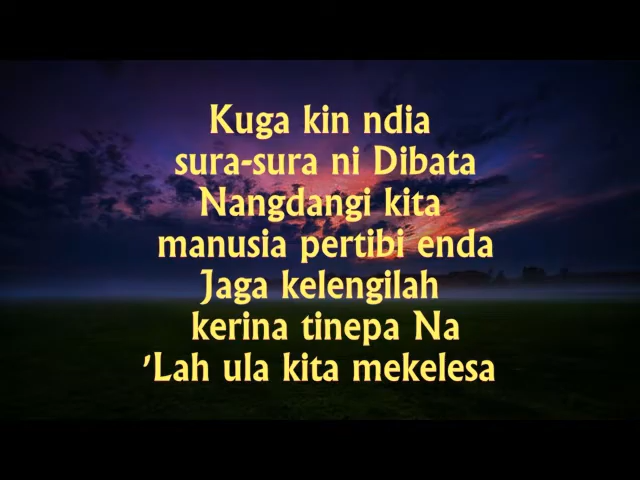 Kuga kin ndia
sura-sura ni Dibata
Nangdangi kita
manusia pertibi enda
Jaga kelengilah
kerina tinepa Na
'Lah ula kita mekelesa